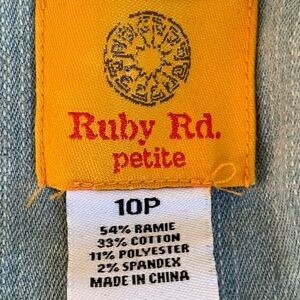 Ruby Rd.
petite
10P
54% RAMIE
33% COTTON
11% POLYESTER
2% SPANDEX
MADE IN CHINA